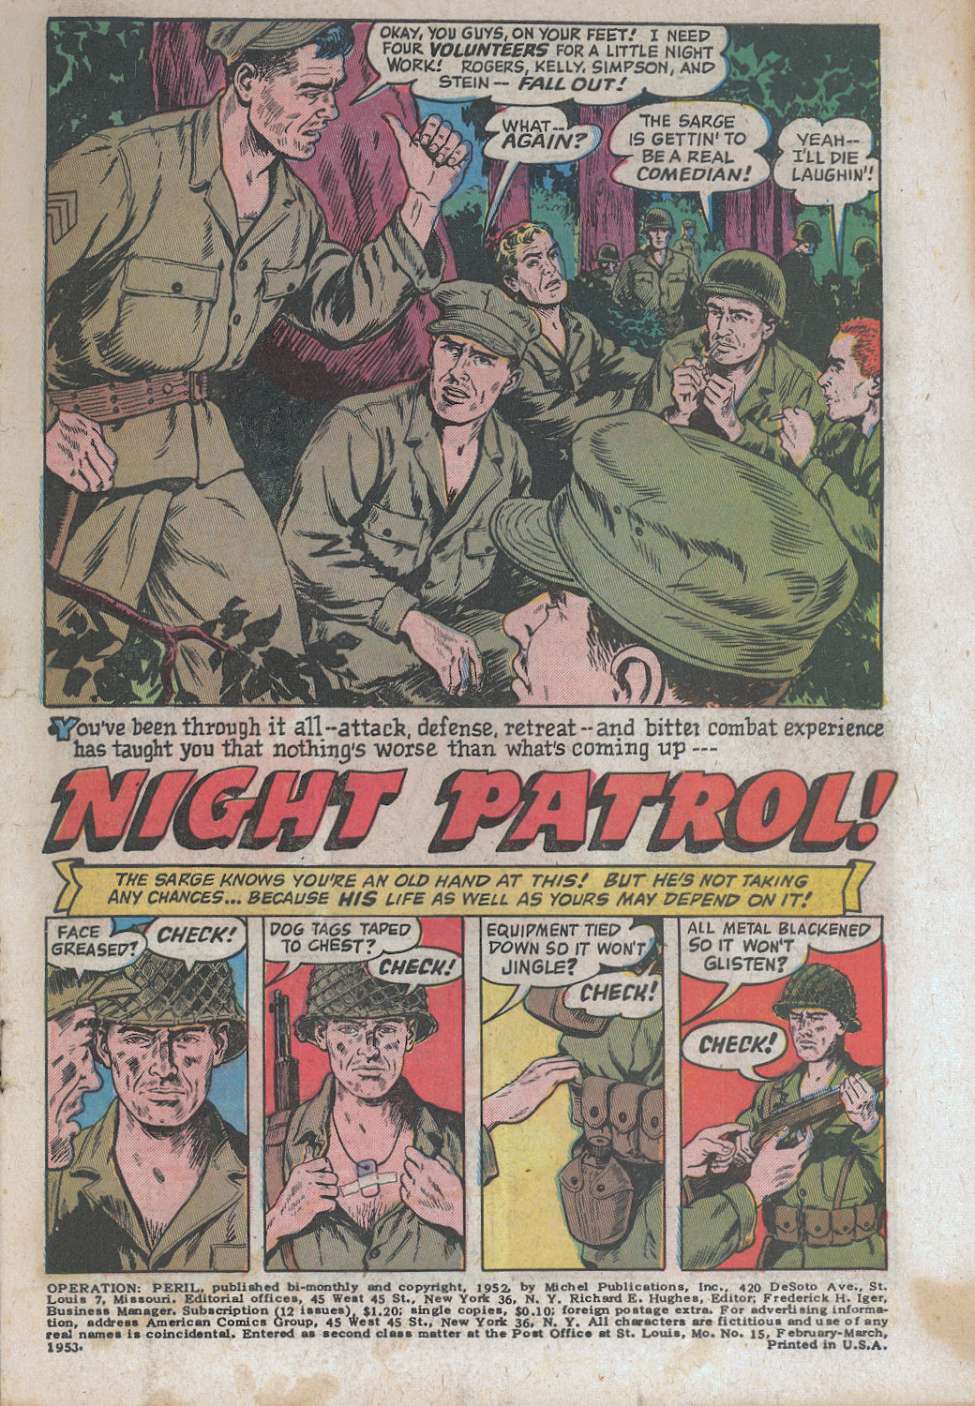 OKAY, YOU GUYS, ON YOUR FEET! I NEED
FOUR VOLUNTEERS FOR A LITTLE NIGHT
WORK! ROGERS, KELLY, SIMPSON, AND
STEIN-- FALL OUT!
WHAT--
AGAIN?
THE SARGE
IS GETTIN' TO
BE A REAL
COMEDIAN!
YEAH--
I'LL DIE
LAUGHIN'!
You've been through it all--attack, defense, retreat--and bitter combat experience
has taught you that nothing's worse than what's coming up---
NIGHT PATROL!
THE SARGE KNOWS YOU'RE AN OLD HAND AT THIS! BUT HE'S NOT TAKING
ANY CHANCES... BECAUSE HIS LIFE AS WELL AS YOURS MAY DEPEND ON IT!
FACE
GREASED?
CHECK!
DOG TAGS TAPED
TO CHEST?
CHECK!
EQUIPMENT TIED
DOWN SO IT WON'T
JINGLE?
CHECK!
ALL METAL BLACKENED
SO IT WON'T
GLISTEN?
CHECK!
OPERATION: PERIL, published bi-monthly and copyright, 1952, by Michel Publications, Inc., 420 DeSoto Ave., St.
Louis 7, Missouri. Editorial offices, 45 West 45 St., New York 36, N. Y. Richard E. Hughes, Editor; Frederick H. Iger,
Business Manager. Subscription (12 issues), $1.20; single copies, $0.10; foreign postage extra. For advertising informa-
tion, address American Comics Group, 45 West 45 St., New York 36, N. Y. All characters are fictitious and use of any
real names is coincidental. Entered as second class matter at the Post Office at St. Louis, Mo. No. 15, February-March,
1953. Printed in U.S.A.